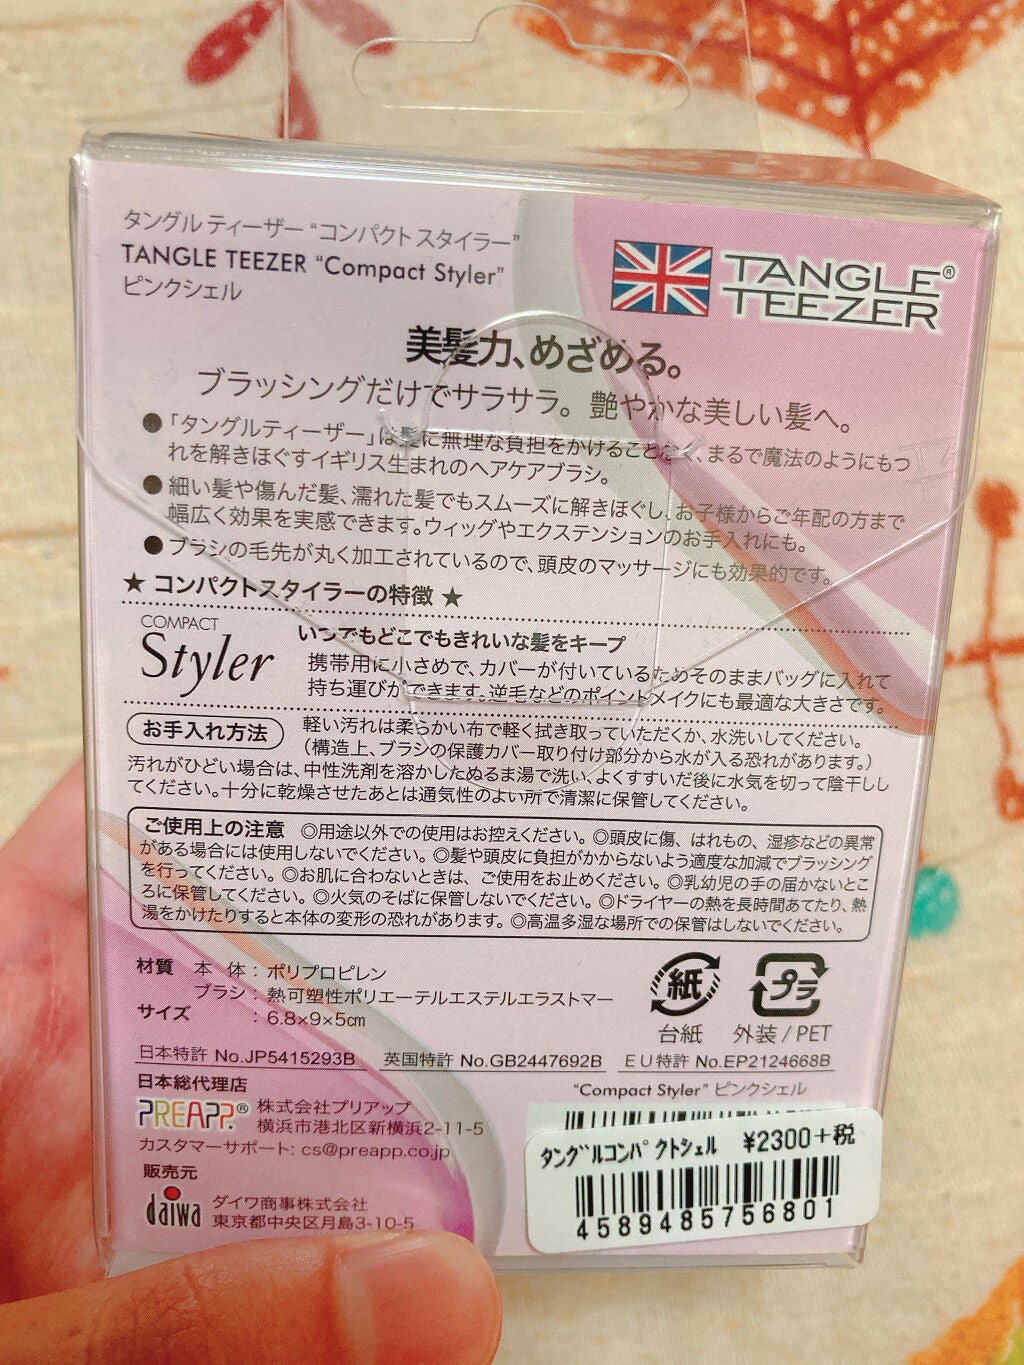 タングル ティーザー “コンパクト スタイラー”
TANGLE TEEZER “Compact Styler”
ピンクシェル
TANGLE®
TEEZER
美髪力、めざめる。
ブラッシングだけでサラサラ。艶やかな美しい髪へ。
●「タングルティーザー」は髪に無理な負担をかけることなく、まるで魔法のようにもつ
れを解きほぐすイギリス生まれのヘアケアブラシ。
●細い髪や傷んだ髪、濡れた髪でもスムーズに解きほぐし、お子様からご年配の方まで
幅広く効果を実感できます。ウィッグやエクステンションのお手入れにも。
●ブラシの毛先が丸く加工されているので、頭皮のマッサージにも効果的です。
★ コンパクトスタイラーの特徴 ★
COMPACT
Styler
いつでもどこでもきれいな髪をキープ
携帯用に小さめで、カバーが付いているためそのままバッグに入れて
持ち運びができます。逆毛などのポイントメイクにも最適な大きさです。
お手入れ方法
軽い汚れは柔らかい布で軽く拭き取っていただくか、水洗いしてください。
（構造上、ブラシの保護カバー取り付け部分から水が入る恐れがあります。）
汚れがひどい場合は、中性洗剤を溶かしたぬるま湯で洗い、よくすすいだ後に水気を切って陰干しし
てください。十分に乾燥させたあとは通気性のよい所で清潔に保管してください。
ご使用上の注意 ◎用途以外での使用はお控えください。◎頭皮に傷、はれもの、湿疹などの異常
がある場合には使用しないでください。◎髪や頭皮に負担がかからないよう適度な加減でブラッシング
を行ってください。◎お肌に合わないときは、ご使用をお止めください。◎乳幼児の手の届かないとこ
ろに保管してください。◎火気のそばに保管しないでください。◎ドライヤーの熱を長時間あてたり、熱
湯をかけたりすると本体の変形の恐れがあります。◎高温多湿な場所での保管はしないでください。
材質 本 体：ポリプロピレン
ブラシ：熱可塑性ポリエーテルエステルエラストマー
サイズ ：6.8×9×5cm
紙
台紙
プラ
外装/PET
日本特許 No.JP5415293B 英国特許 No.GB2447692B EU特許 No.EP2124668B
“Compact Styler” ピンクシェル
日本総代理店
PREAPP.® 株式会社プリアップ
横浜市港北区新横浜2-11-5
カスタマーサポート: cs@preapp.co.jp
販売元
daiwa ダイワ商事株式会社
東京都中央区月島3-10-5
ﾀﾝｸﾞﾙｺﾝﾊﾟｸﾄｼｪﾙ ¥2300+税
4589485756801